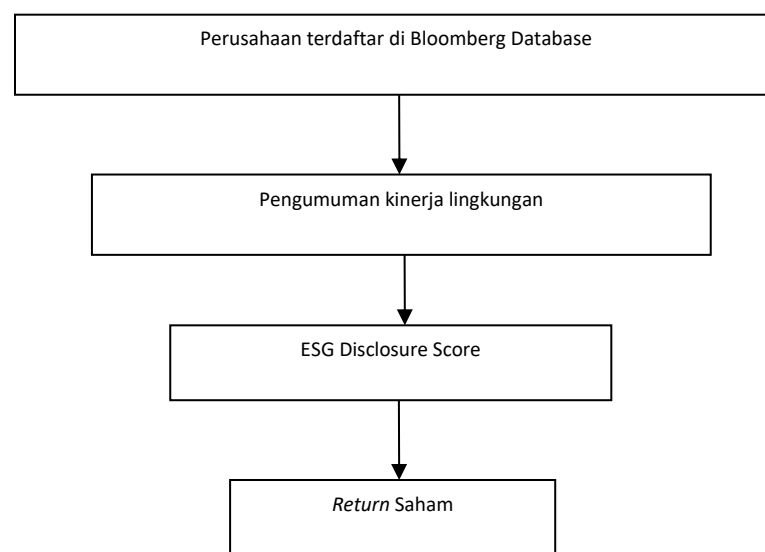 Perusahaan terdaftar di Bloomberg Database
Pengumuman kinerja lingkungan
ESG Disclosure Score
Return Saham